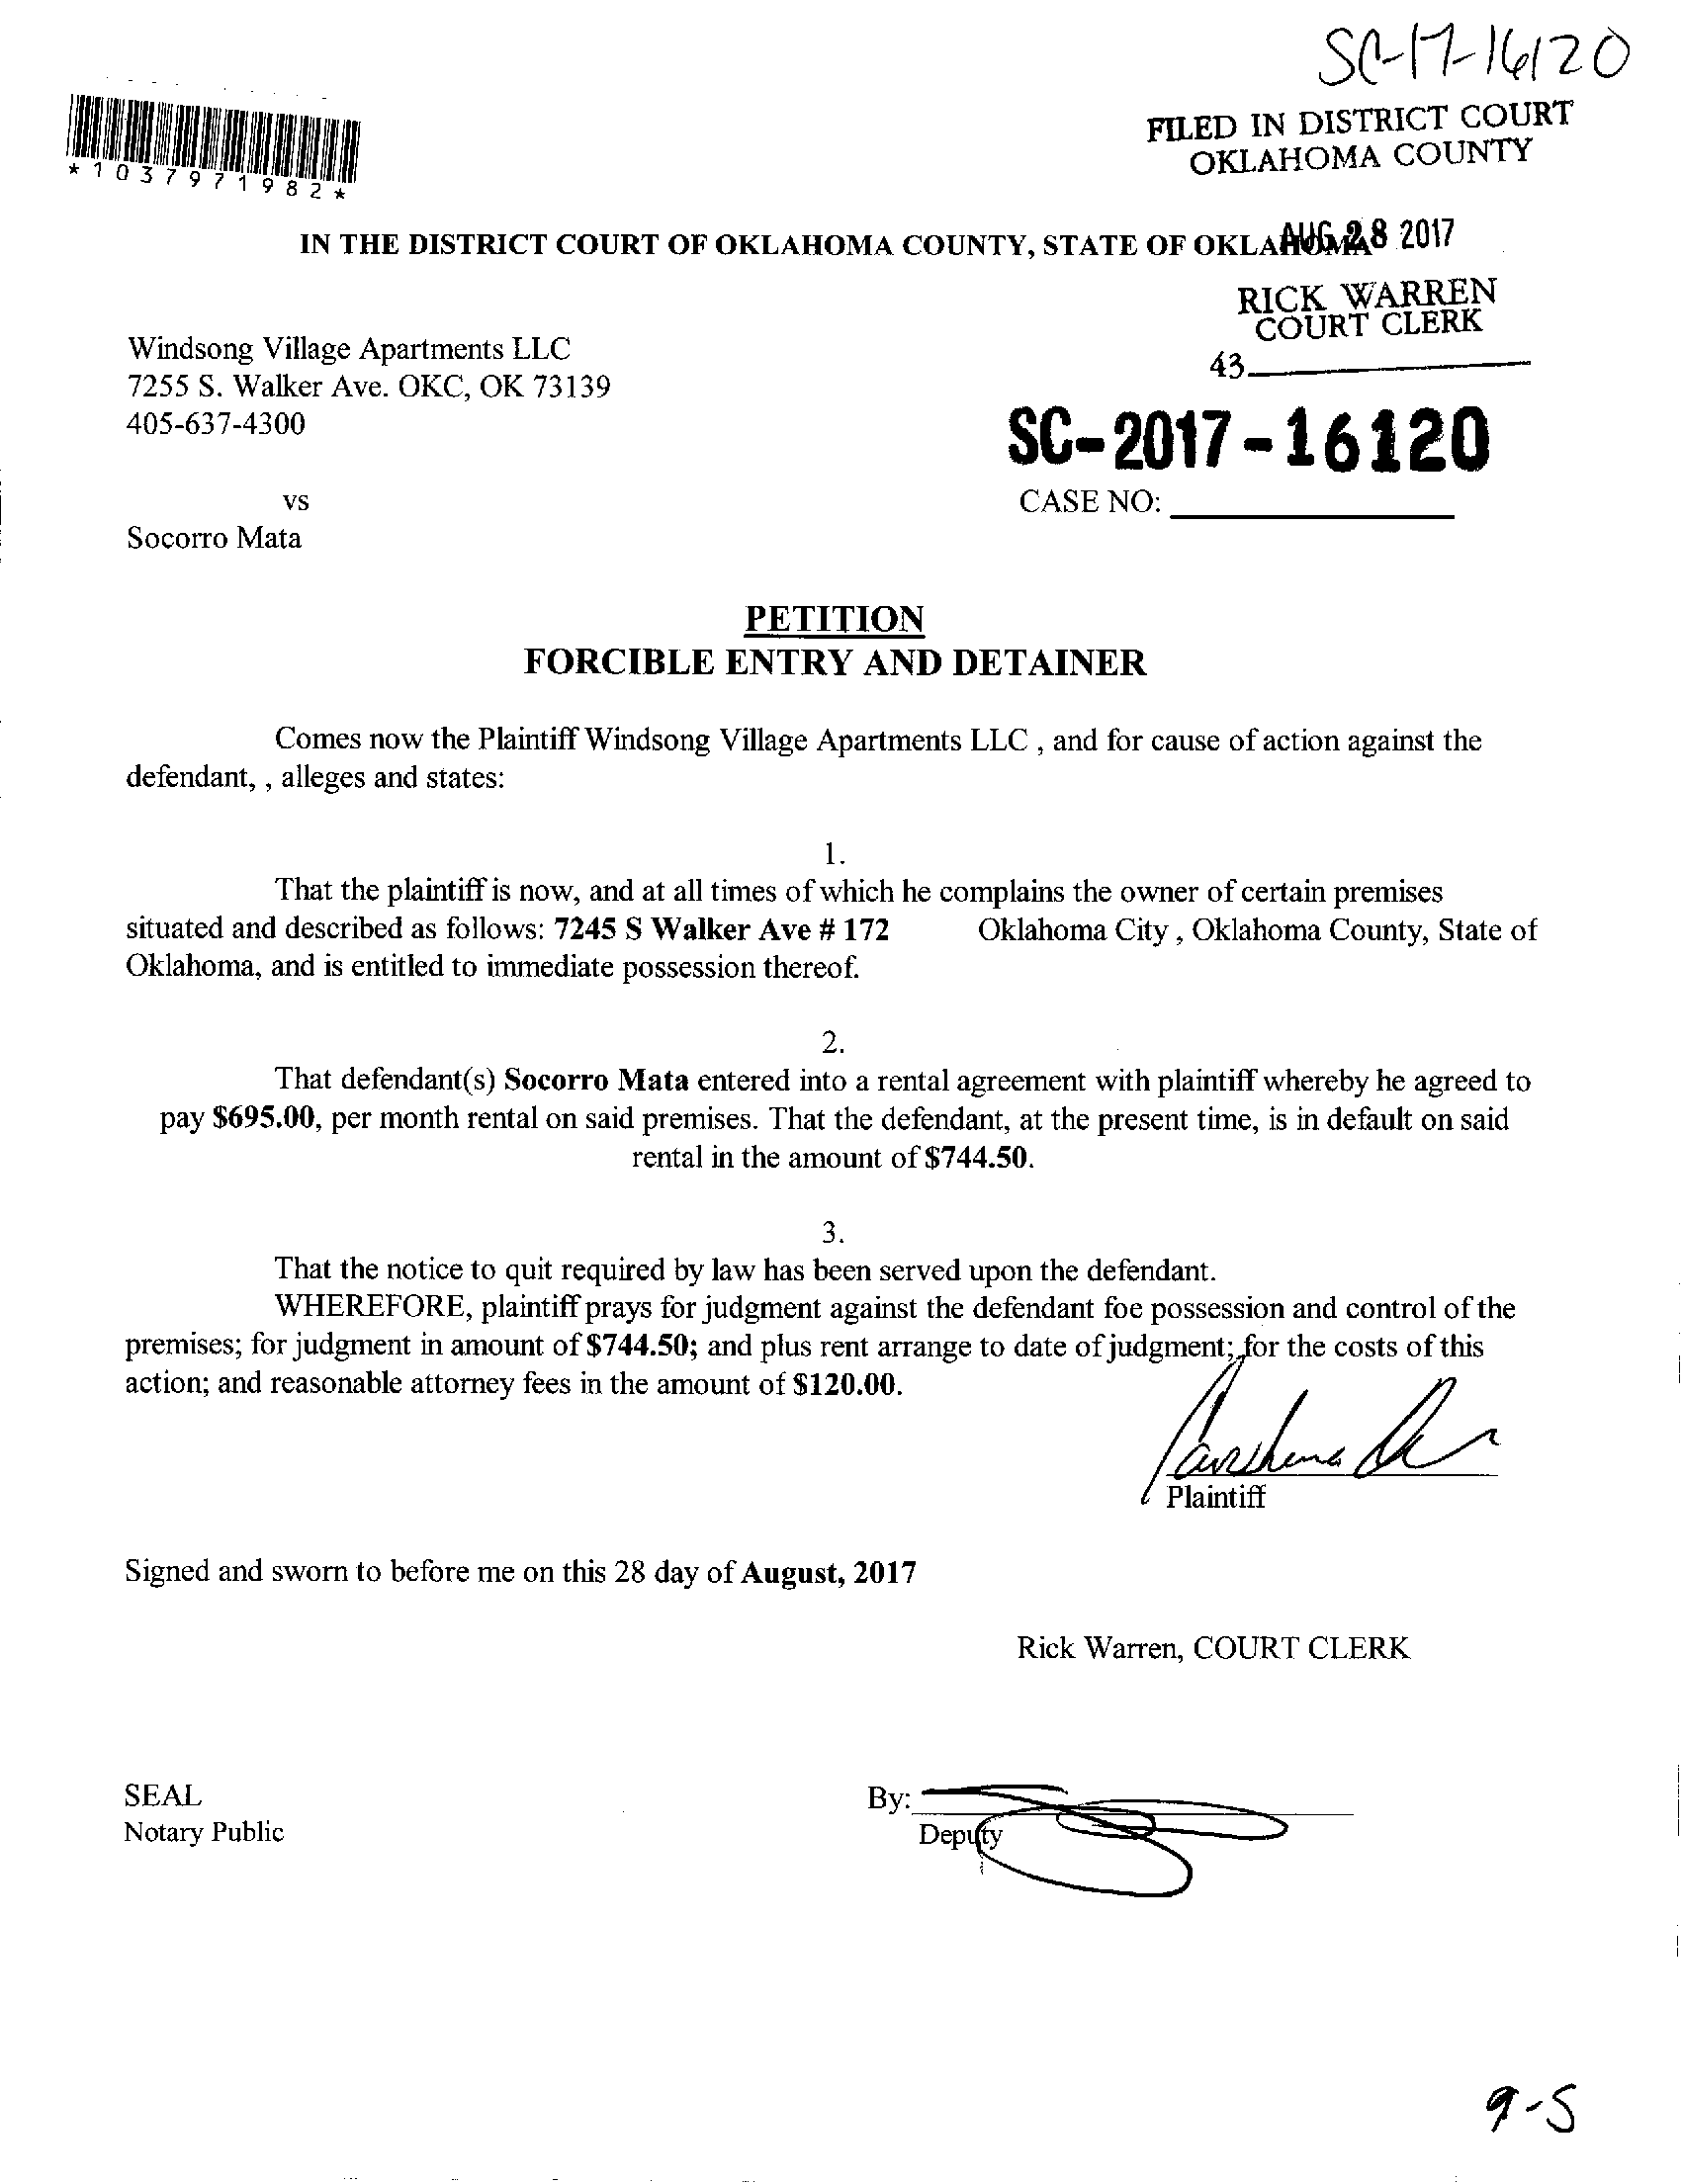 SC-17-16120
FILED IN DISTRICT COURT
OKLAHOMA COUNTY
*1037971982*
IN THE DISTRICT COURT OF OKLAHOMA COUNTY, STATE OF OKLAHOMA
AUG 28 2017
RICK WARREN
COURT CLERK
43
Windsong Village Apartments LLC
7255 S. Walker Ave. OKC, OK 73139
405-637-4300
SC-2017-16120
vs
CASE NO:
Socorro Mata
PETITION
FORCIBLE ENTRY AND DETAINER
Comes now the Plaintiff Windsong Village Apartments LLC , and for cause of action against the
defendant, , alleges and states:
1.
That the plaintiff is now, and at all times of which he complains the owner of certain premises
situated and described as follows: 7245 S Walker Ave # 172 Oklahoma City , Oklahoma County, State of
Oklahoma, and is entitled to immediate possession thereof.
2.
That defendant(s) Socorro Mata entered into a rental agreement with plaintiff whereby he agreed to
pay $695.00, per month rental on said premises. That the defendant, at the present time, is in default on said
rental in the amount of $744.50.
3.
That the notice to quit required by law has been served upon the defendant.
WHEREFORE, plaintiff prays for judgment against the defendant foe possession and control of the
premises; for judgment in amount of $744.50; and plus rent arrange to date of judgment; for the costs of this
action; and reasonable attorney fees in the amount of $120.00.
Plaintiff
Signed and sworn to before me on this 28 day of August, 2017
Rick Warren, COURT CLERK
SEAL
By:
Notary Public
Deputy
9-5